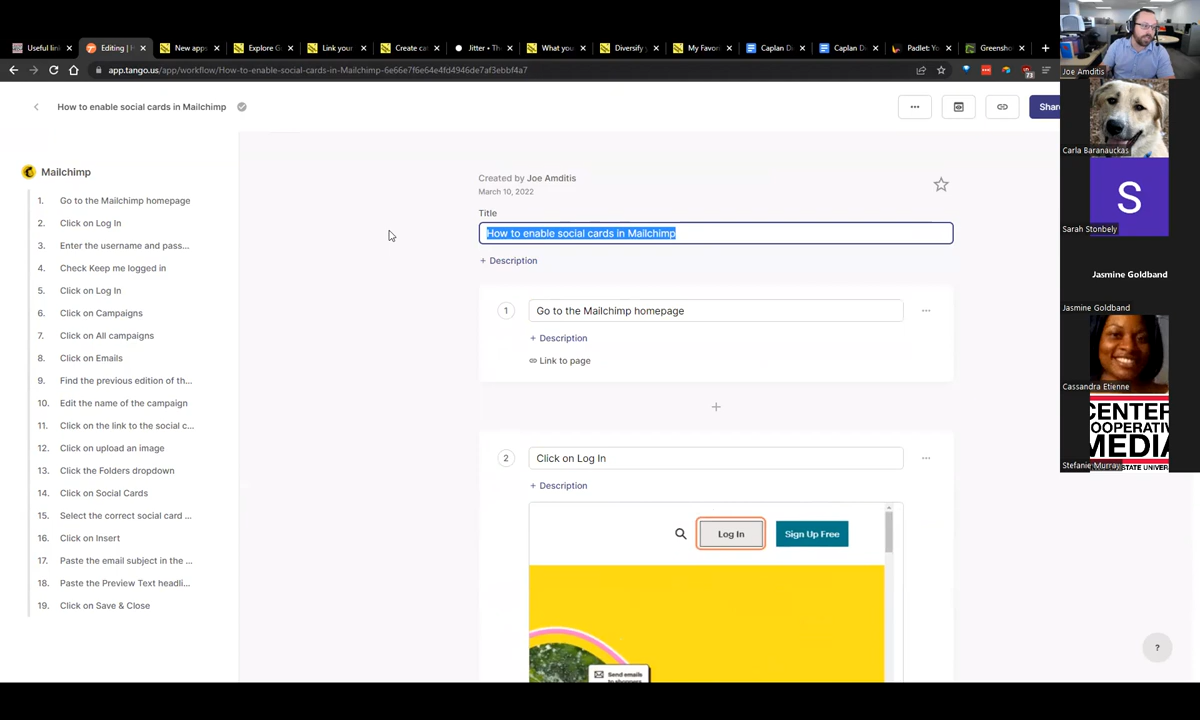 Useful lin
Editing | H
New apps
Explore G
Link your
Create ca
Jitter • Th
What you
Diversify
My Favor
Caplan D
Caplan D
Padlet: Yo
Greensho
app.tango.us/app/workflow/How-to-enable-social-cards-in-Mailchimp-6e66e7f6e64e4fd4946de7af3ebbf4a7
73
How to enable social cards in Mailchimp
Shar
Mailchimp
1. Go to the Mailchimp homepage
2. Click on Log In
3. Enter the username and pass...
4. Check Keep me logged in
5. Click on Log In
6. Click on Campaigns
7. Click on All campaigns
8. Click on Emails
9. Find the previous edition of th...
10. Edit the name of the campaign
11. Click on the link to the social c...
12. Click on upload an image
13. Click the Folders dropdown
14. Click on Social Cards
15. Select the correct social card ...
16. Click on Insert
17. Paste the email subject in the ...
18. Paste the Preview Text headli...
19. Click on Save & Close
Created by Joe Amditis
March 10, 2022
Title
How to enable social cards in Mailchimp
+ Description
1 Go to the Mailchimp homepage
+ Description
Link to page
2 Click on Log In
+ Description
Log In
Sign Up Free
Send emails
to shoppers
?
Joe Amditis
Carla Baranauckas
S
Sarah Stonbely
Jasmine Goldband
Jasmine Goldband
Cassandra Etienne
CENTER
COOPERATIV
MEDIA
STATE UNIVER
Stefanie Murray